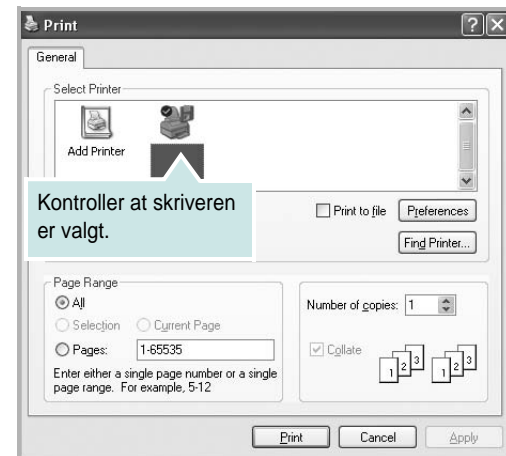 Print
General
Select Printer
Add Printer
Kontroller at skriveren
er valgt.
Print to file
Preferences
Find Printer...
Page Range
All
Selection
Current Page
Pages:
1-65535
Enter either a single page number or a single
page range. For example, 5-12
Number of copies:
1
Collate
1 2 3
1 2 3
Print
Cancel
Apply